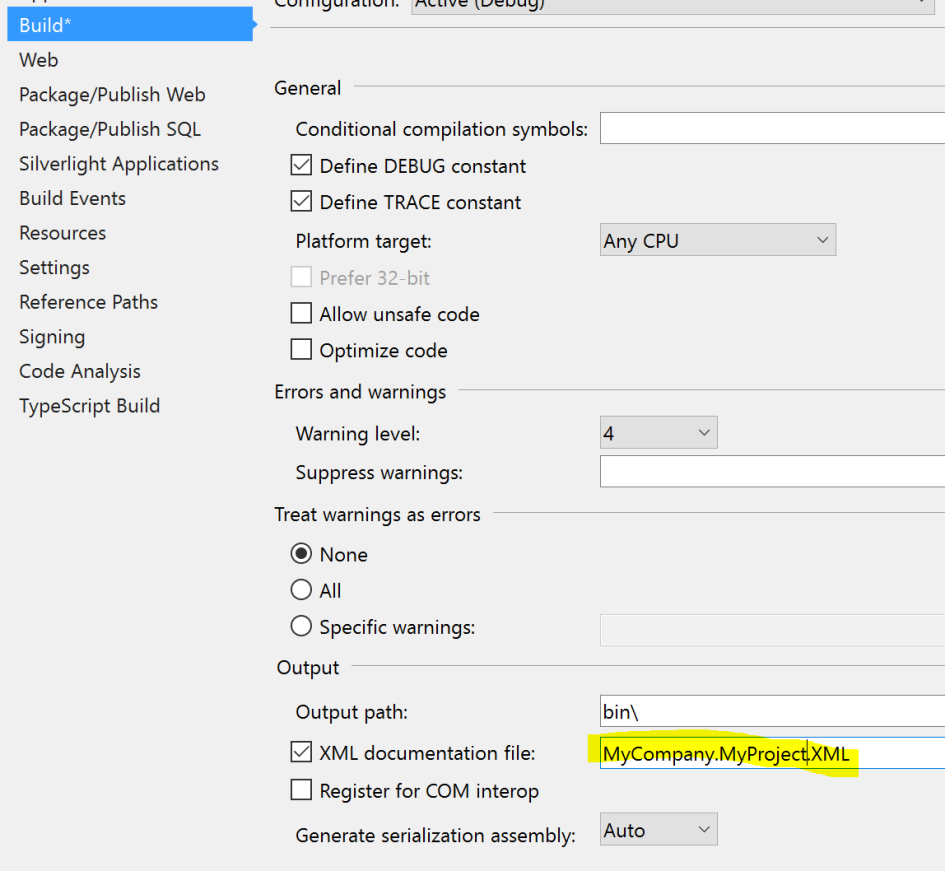 Configuration: Active (Debug)
Build*
Web
Package/Publish Web
Package/Publish SQL
Silverlight Applications
Build Events
Resources
Settings
Reference Paths
Signing
Code Analysis
TypeScript Build
General
Conditional compilation symbols:
Define DEBUG constant
Define TRACE constant
Platform target: Any CPU
Prefer 32-bit
Allow unsafe code
Optimize code
Errors and warnings
Warning level: 4
Suppress warnings:
Treat warnings as errors
None
All
Specific warnings:
Output
Output path: bin\
XML documentation file: MyCompany.MyProject.XML
Register for COM interop
Generate serialization assembly: Auto